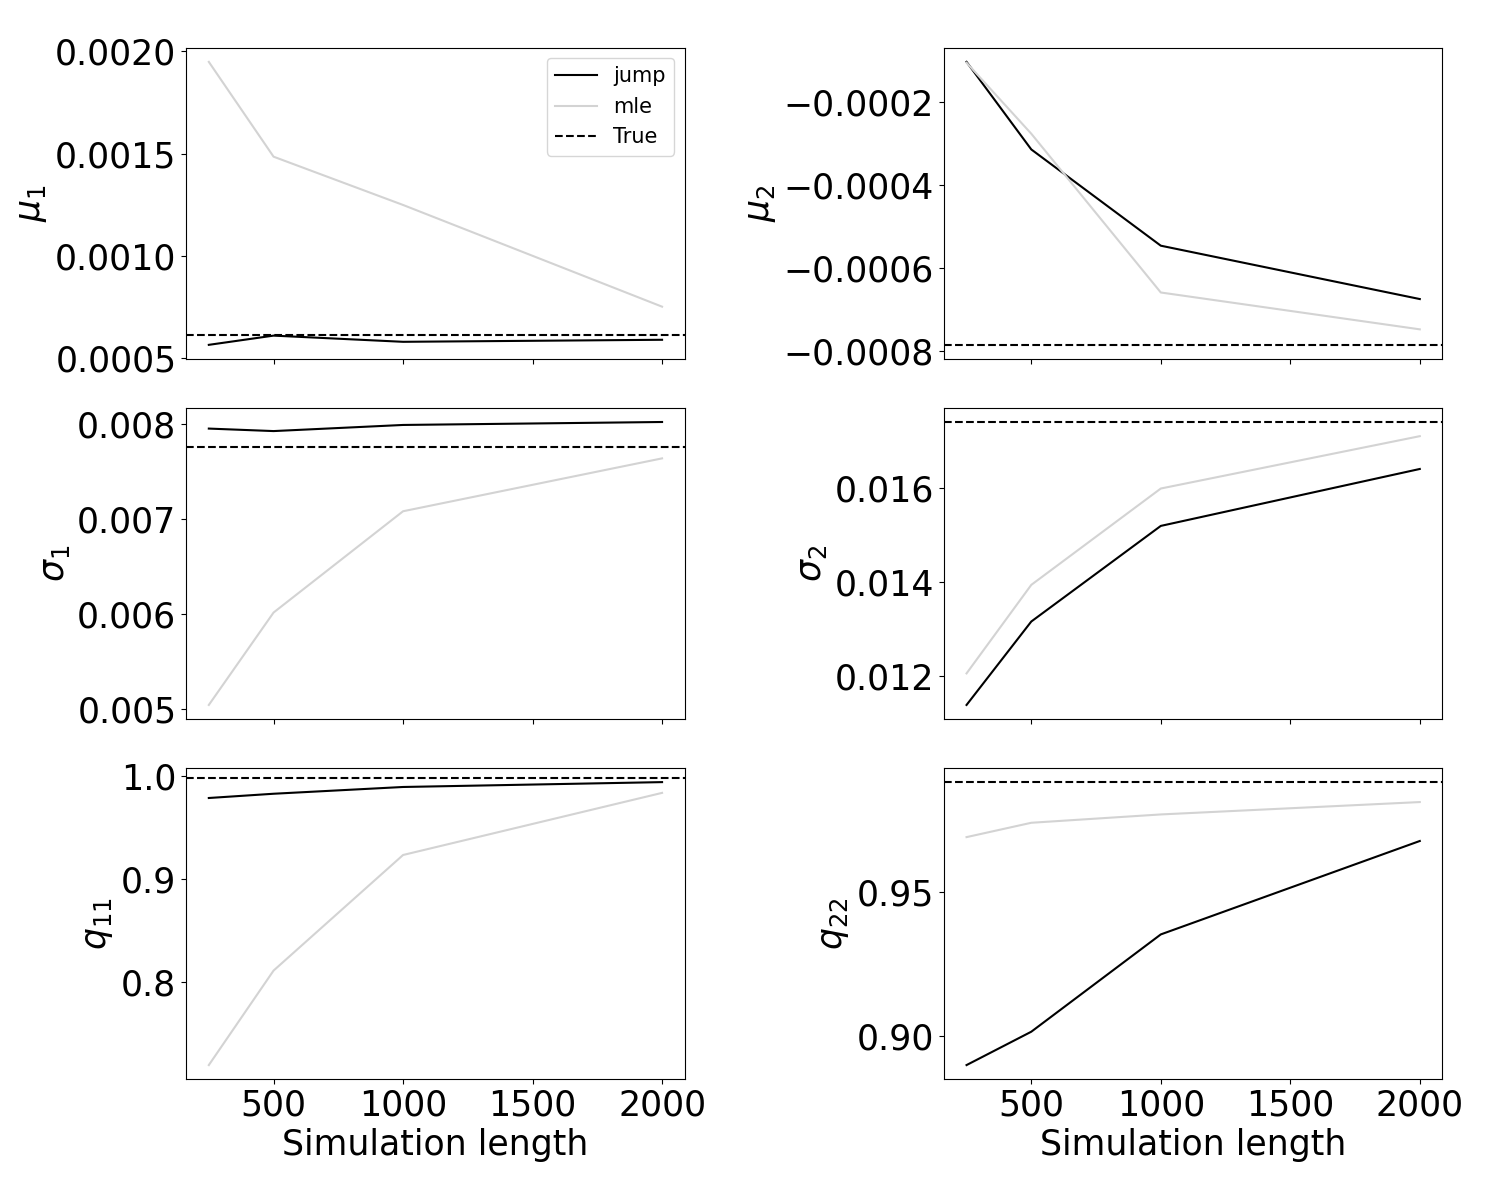 0.0020
0.0015
0.0010
0.0005
μ1
jump
mle
True
−0.0002
−0.0004
−0.0006
−0.0008
μ2
0.008
0.007
0.006
0.005
σ1
0.016
0.014
0.012
σ2
1.0
0.9
0.8
q11
500 1000 1500 2000
Simulation length
0.95
0.90
q22
500 1000 1500 2000
Simulation length